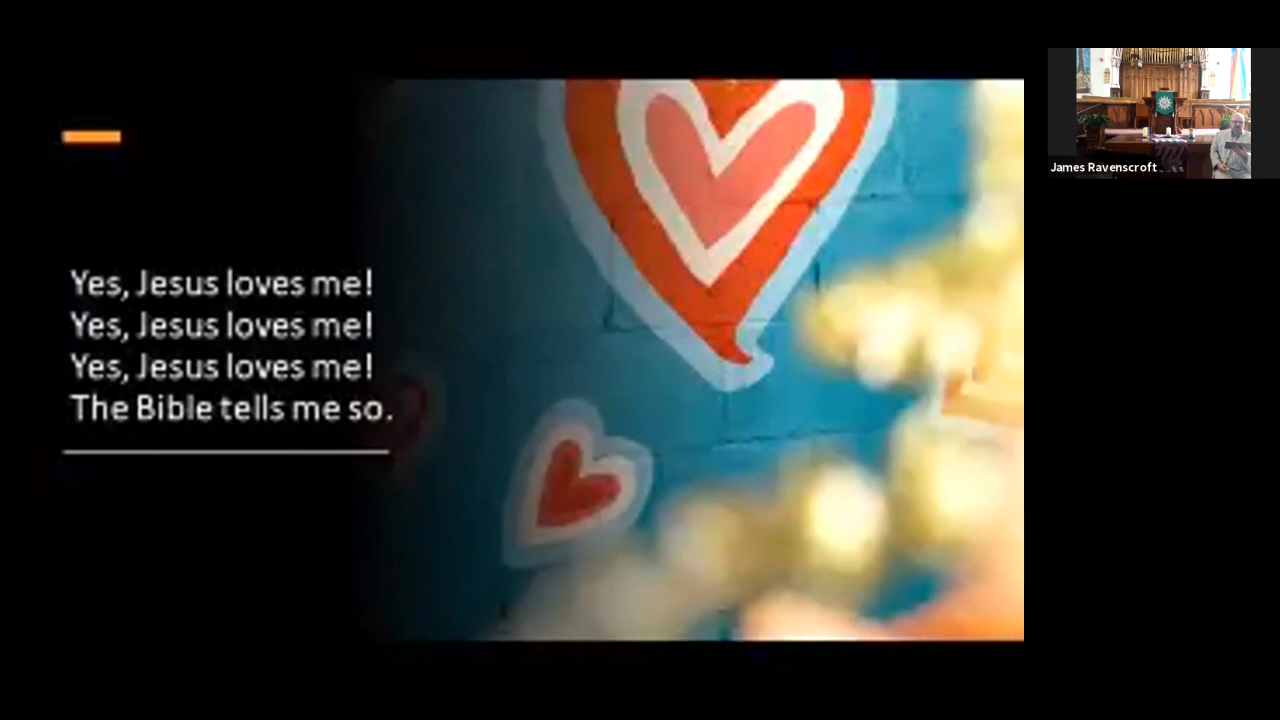 Yes, Jesus loves me!
Yes, Jesus loves me!
Yes, Jesus loves me!
The Bible tells me so.
James Ravenscroft